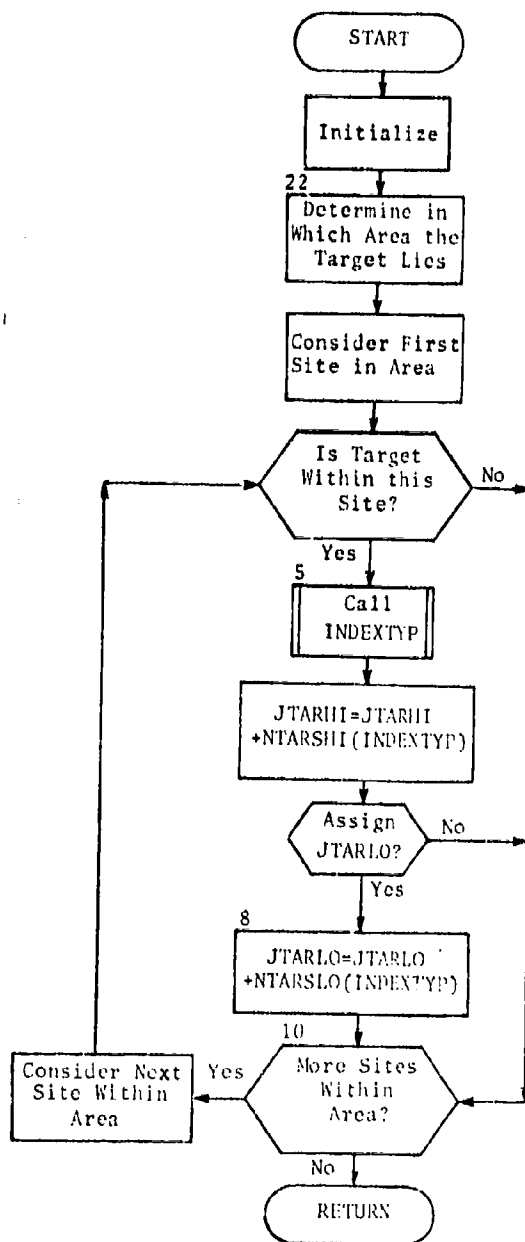 START
Initialize
22
Determine in
Which Area the
Target Lies
Consider First
Site in Area
Is Target
Within this
Site?
No
Yes
5
Call
INDEXTYP
JTARHI=JTARHI
+NTARSHI(INDEXTYP)
Assign
JTARLO?
No
Yes
8
JTARLO=JTARLO
+NTARSLO(INDEXTYP)
10
More Sites
Within
Area?
Yes
Consider Next
Site Within
Area
No
RETURN